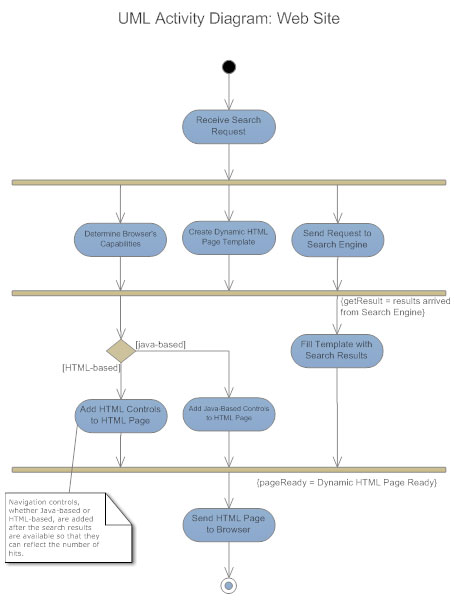 UML Activity Diagram: Web Site
Receive Search
Request
Determine Browser's
Capabilities
Create Dynamic HTML
Page Template
Send Request to
Search Engine
{getResult = results arrived
from Search Engine}
[java-based]
[HTML-based]
Fill Template with
Search Results
Add HTML Controls
to HTML Page
Add Java-Based Controls
to HTML Page
{pageReady = Dynamic HTML Page Ready}
Navigation controls,
whether Java-based or
HTML-based, are added
after the search results
are available so that they
can reflect the number of
hits.
Send HTML Page
to Browser